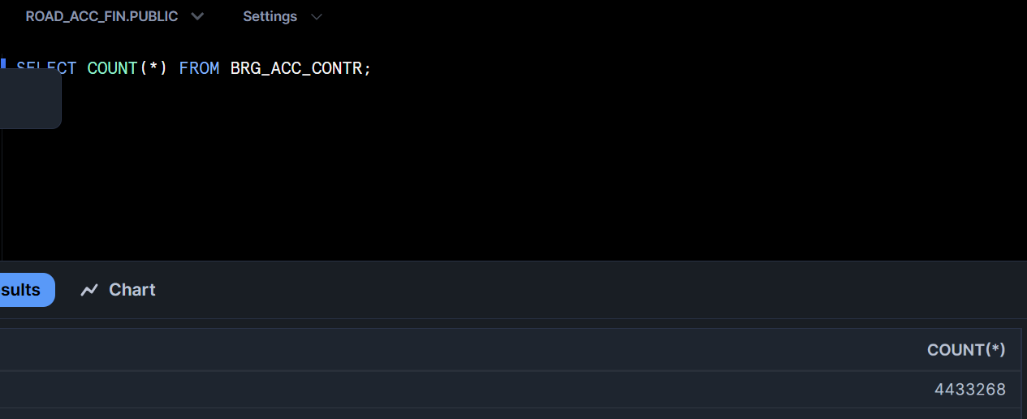 ROAD_ACC_FIN.PUBLIC Settings
SELECT COUNT(*) FROM BRG_ACC_CONTR;
sults Chart
COUNT(*)
4433268